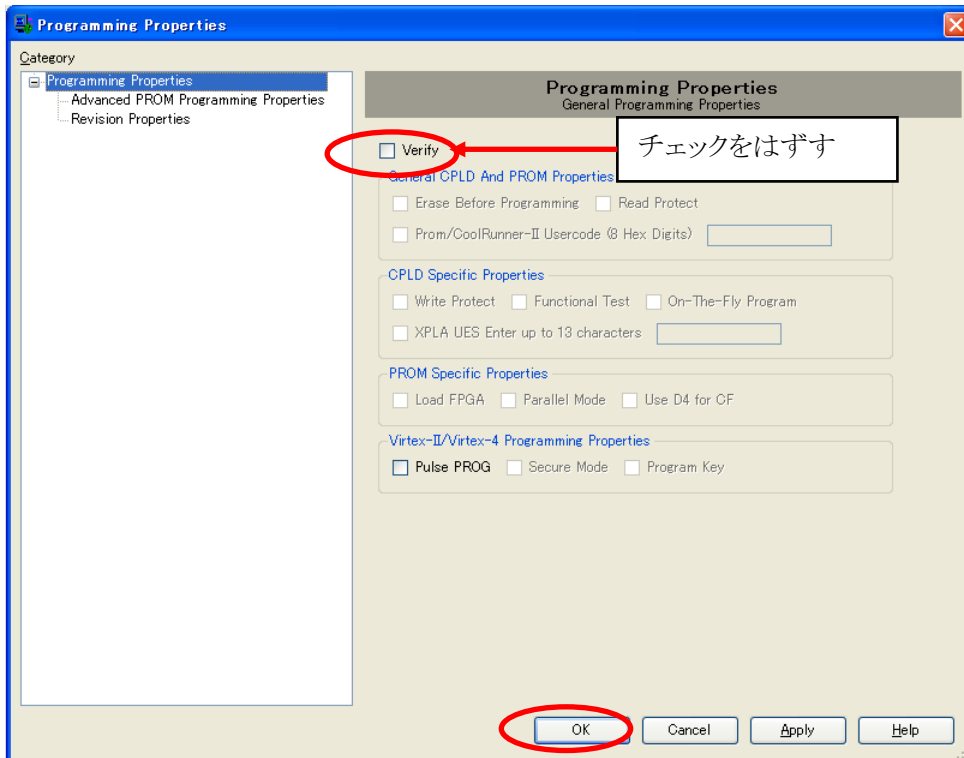 Programming Properties
Category
Programming Properties
Advanced PROM Programming Properties
Revision Properties
Programming Properties
General Programming Properties
Verify
チェックをはずす
General CPLD And PROM Properties
Erase Before Programming Read Protect
Prom/CoolRunner-II Usercode (8 Hex Digits)
CPLD Specific Properties
Write Protect Functional Test On-The-Fly Program
XPLA UES Enter up to 13 characters
PROM Specific Properties
Load FPGA Parallel Mode Use D4 for CF
Virtex-II/Virtex-4 Programming Properties
Pulse PROG Secure Mode Program Key
OK Cancel Apply Help